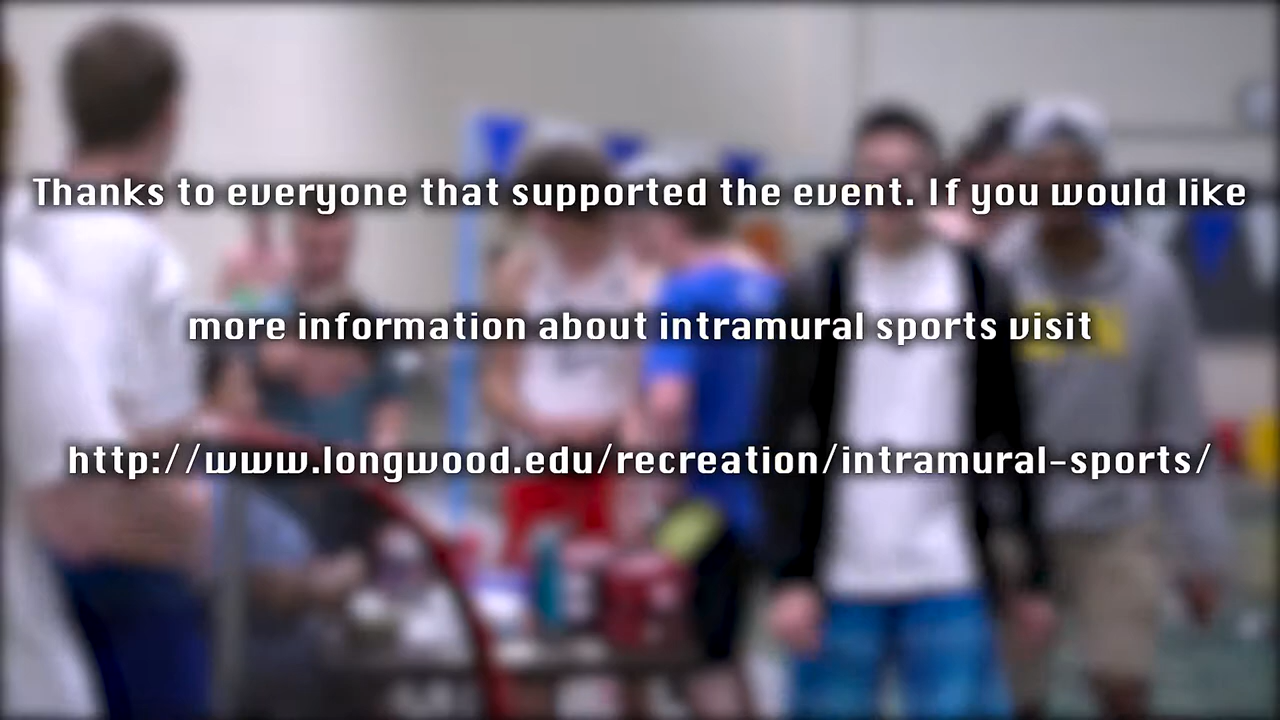 Thanks to everyone that supported the event. If you would like
more information about intramural sports visit
http://www.longwood.edu/recreation/intramural-sports/